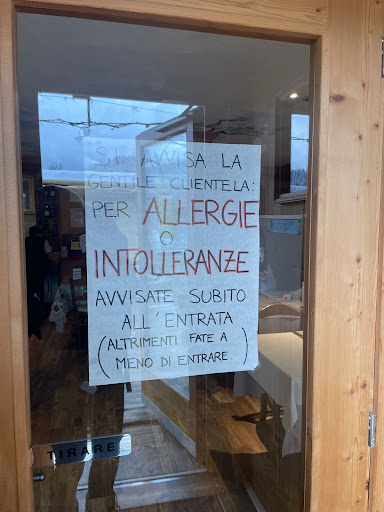 SI AVVISA LA
GENTILE CLIENTELA:
PER ALLERGIE
O
INTOLLERANZE
AVVISATE SUBITO
ALL'ENTRATA
(ALTRIMENTI FATE A
MENO DI ENTRARE)
TIRARE